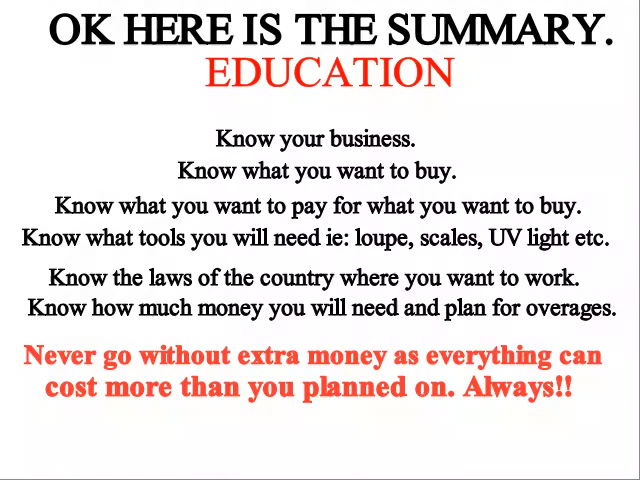 OK HERE IS THE SUMMARY.
EDUCATION
Know your business.
Know what you want to buy.
Know what you want to pay for what you want to buy.
Know what tools you will need ie: loupe, scales, UV light etc.
Know the laws of the country where you want to work.
Know how much money you will need and plan for overages.
Never go without extra money as everything can
cost more than you planned on. Always!!